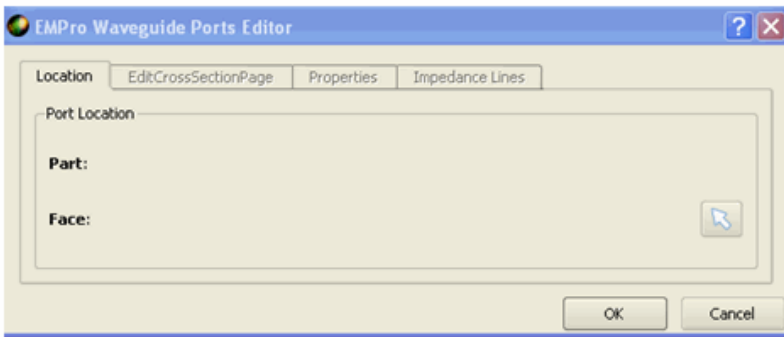 EMPro Waveguide Ports Editor
?
Location EditCrossSectionPage Properties Impedance Lines
Port Location
Part:
Face:
OK Cancel